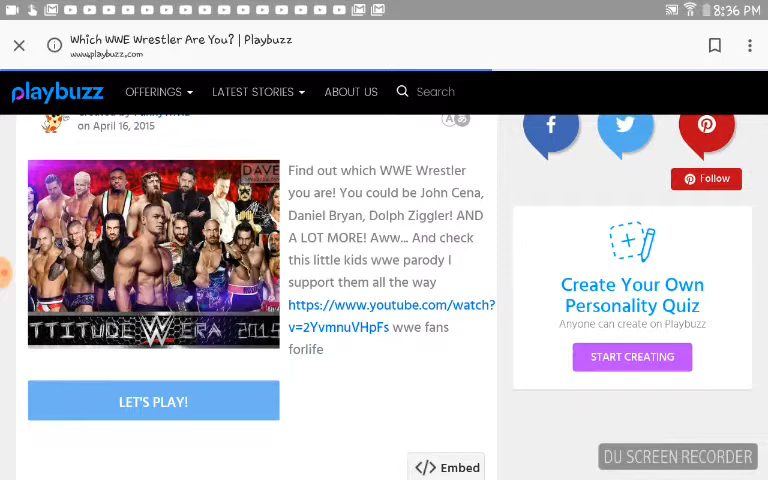 8:36 PM
Which WWE Wrestler Are You? | Playbuzz
www.playbuzz.com
playbuzz
OFFERINGS
LATEST STORIES
ABOUT US
Search
on April 16, 2015
DAVE
TTITUDE W ERA 2015
Find out which WWE Wrestler
you are! You could be John Cena,
Daniel Bryan, Dolph Ziggler! AND
A LOT MORE! Aww... And check
this little kids wwe parody I
support them all the way
https://www.youtube.com/watch?
v=2YvmnuVHpFs wwe fans
forlife
LET'S PLAY!
Embed
Follow
Create Your Own
Personality Quiz
Anyone can create on Playbuzz
START CREATING
DU SCREEN RECORDER